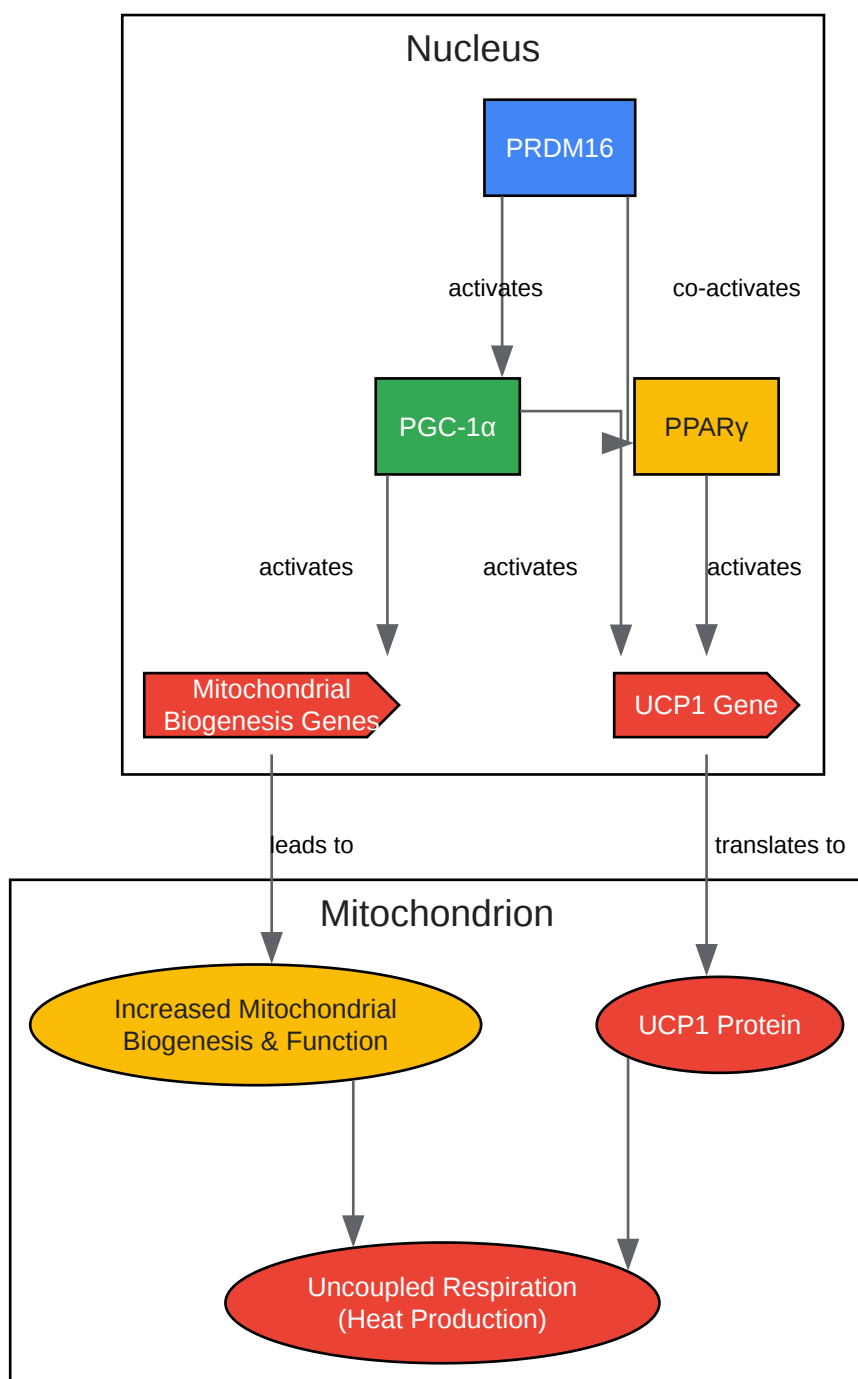 Nucleus
PRDM16
activates
co-activates
PGC-1α
PPARγ
activates
activates
activates
Mitochondrial
Biogenesis Genes
UCP1 Gene
leads to
translates to
Mitochondrion
Increased Mitochondrial
Biogenesis & Function
UCP1 Protein
Uncoupled Respiration
(Heat Production)